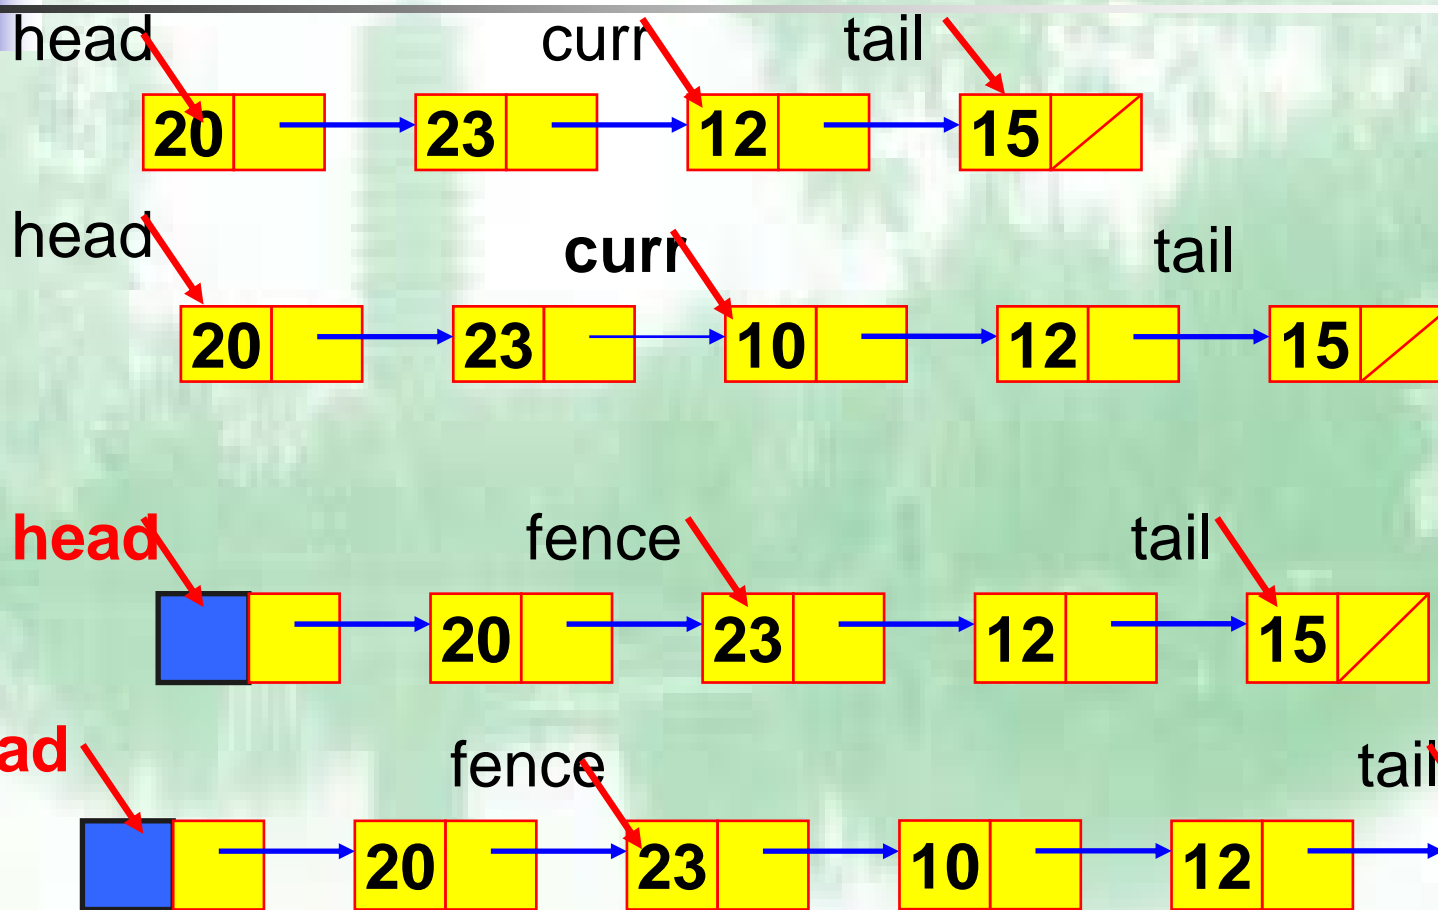 head curr tail
20 23 12 15
head curr tail
20 23 10 12 15
head fence tail
20 23 12 15
ad fence tail
20 23 10 12